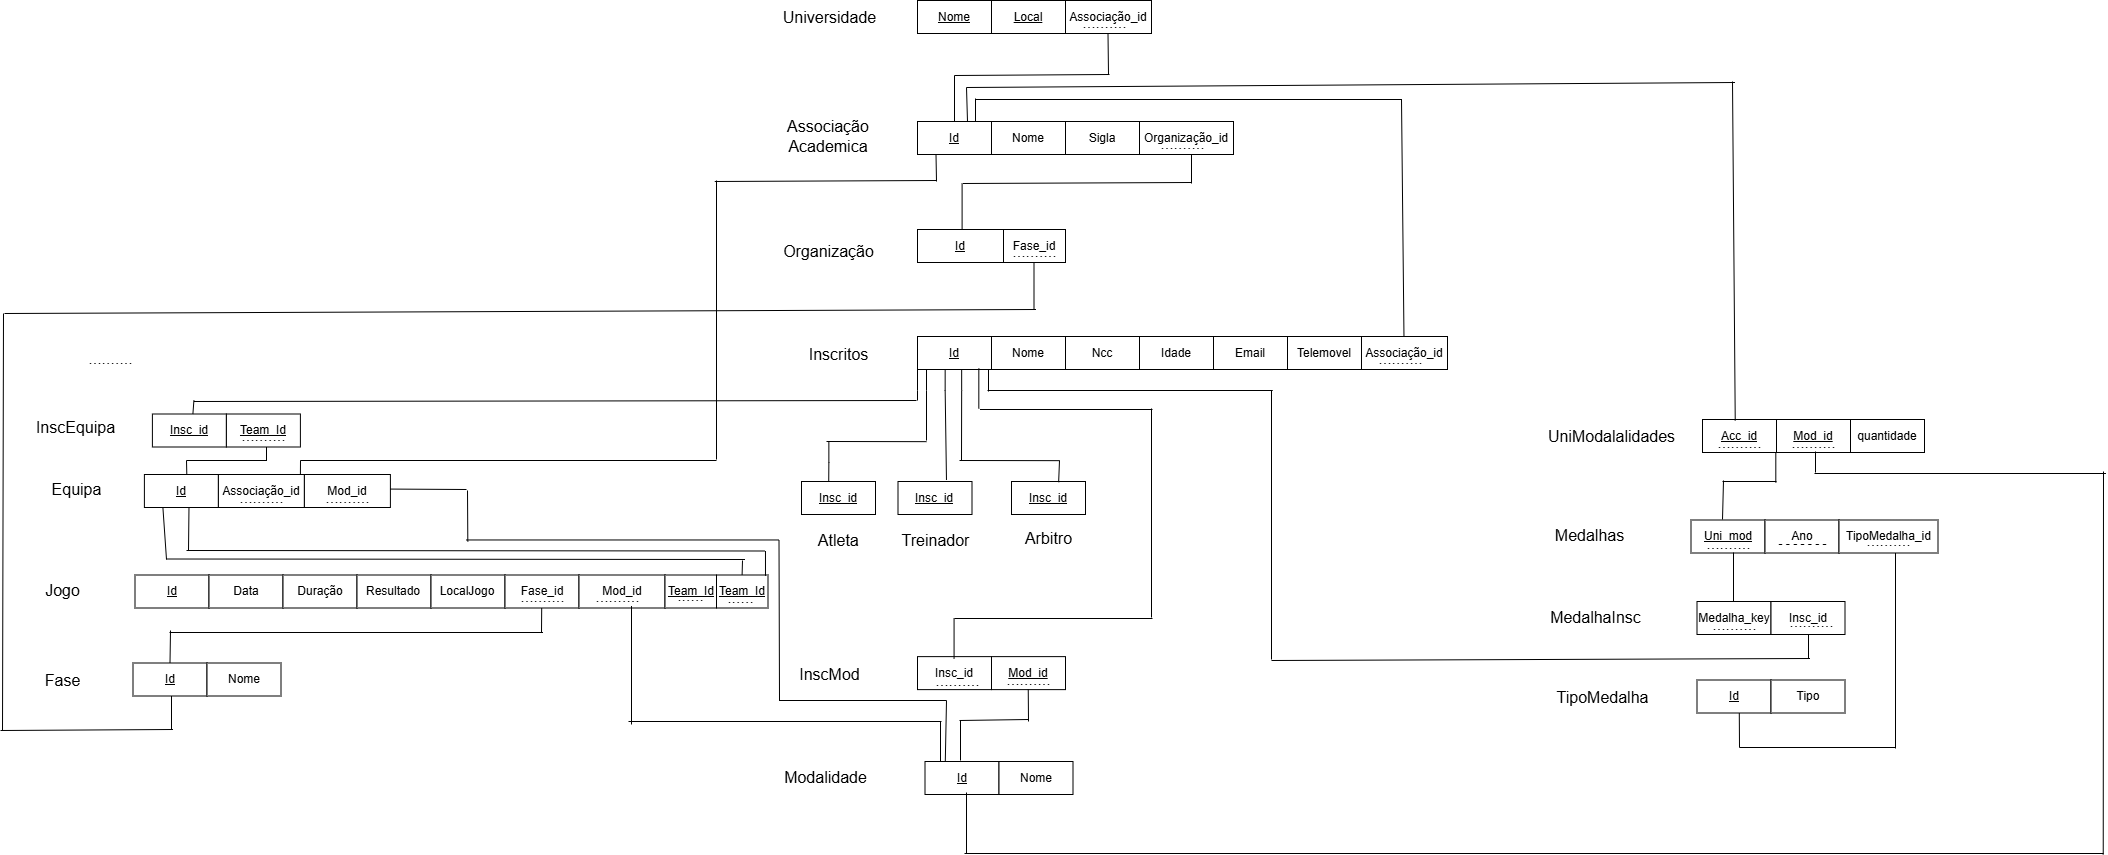 Universidade
Nome Local Associação_id
Associação
Academica
Id Nome Sigla Organização_id
Organização
Id Fase_id
Inscritos
Id Nome Ncc Idade Email Telemovel Associação_id
InscEquipa
Insc_id Team_Id
UniModalalidades
Acc_id Mod_id quantidade
Equipa
Id Associação_id Mod_id
Insc_id Insc_id Insc_id
Atleta Treinador Arbitro
Medalhas
Uni_mod Ano TipoMedalha_id
Jogo
Id Data Duração Resultado LocalJogo Fase_id Mod_id Team_Id Team_Id
MedalhaInsc
Medalha_key Insc_id
Fase
Id Nome
InscMod
Insc_id Mod_id
TipoMedalha
Id Tipo
Modalidade
Id Nome